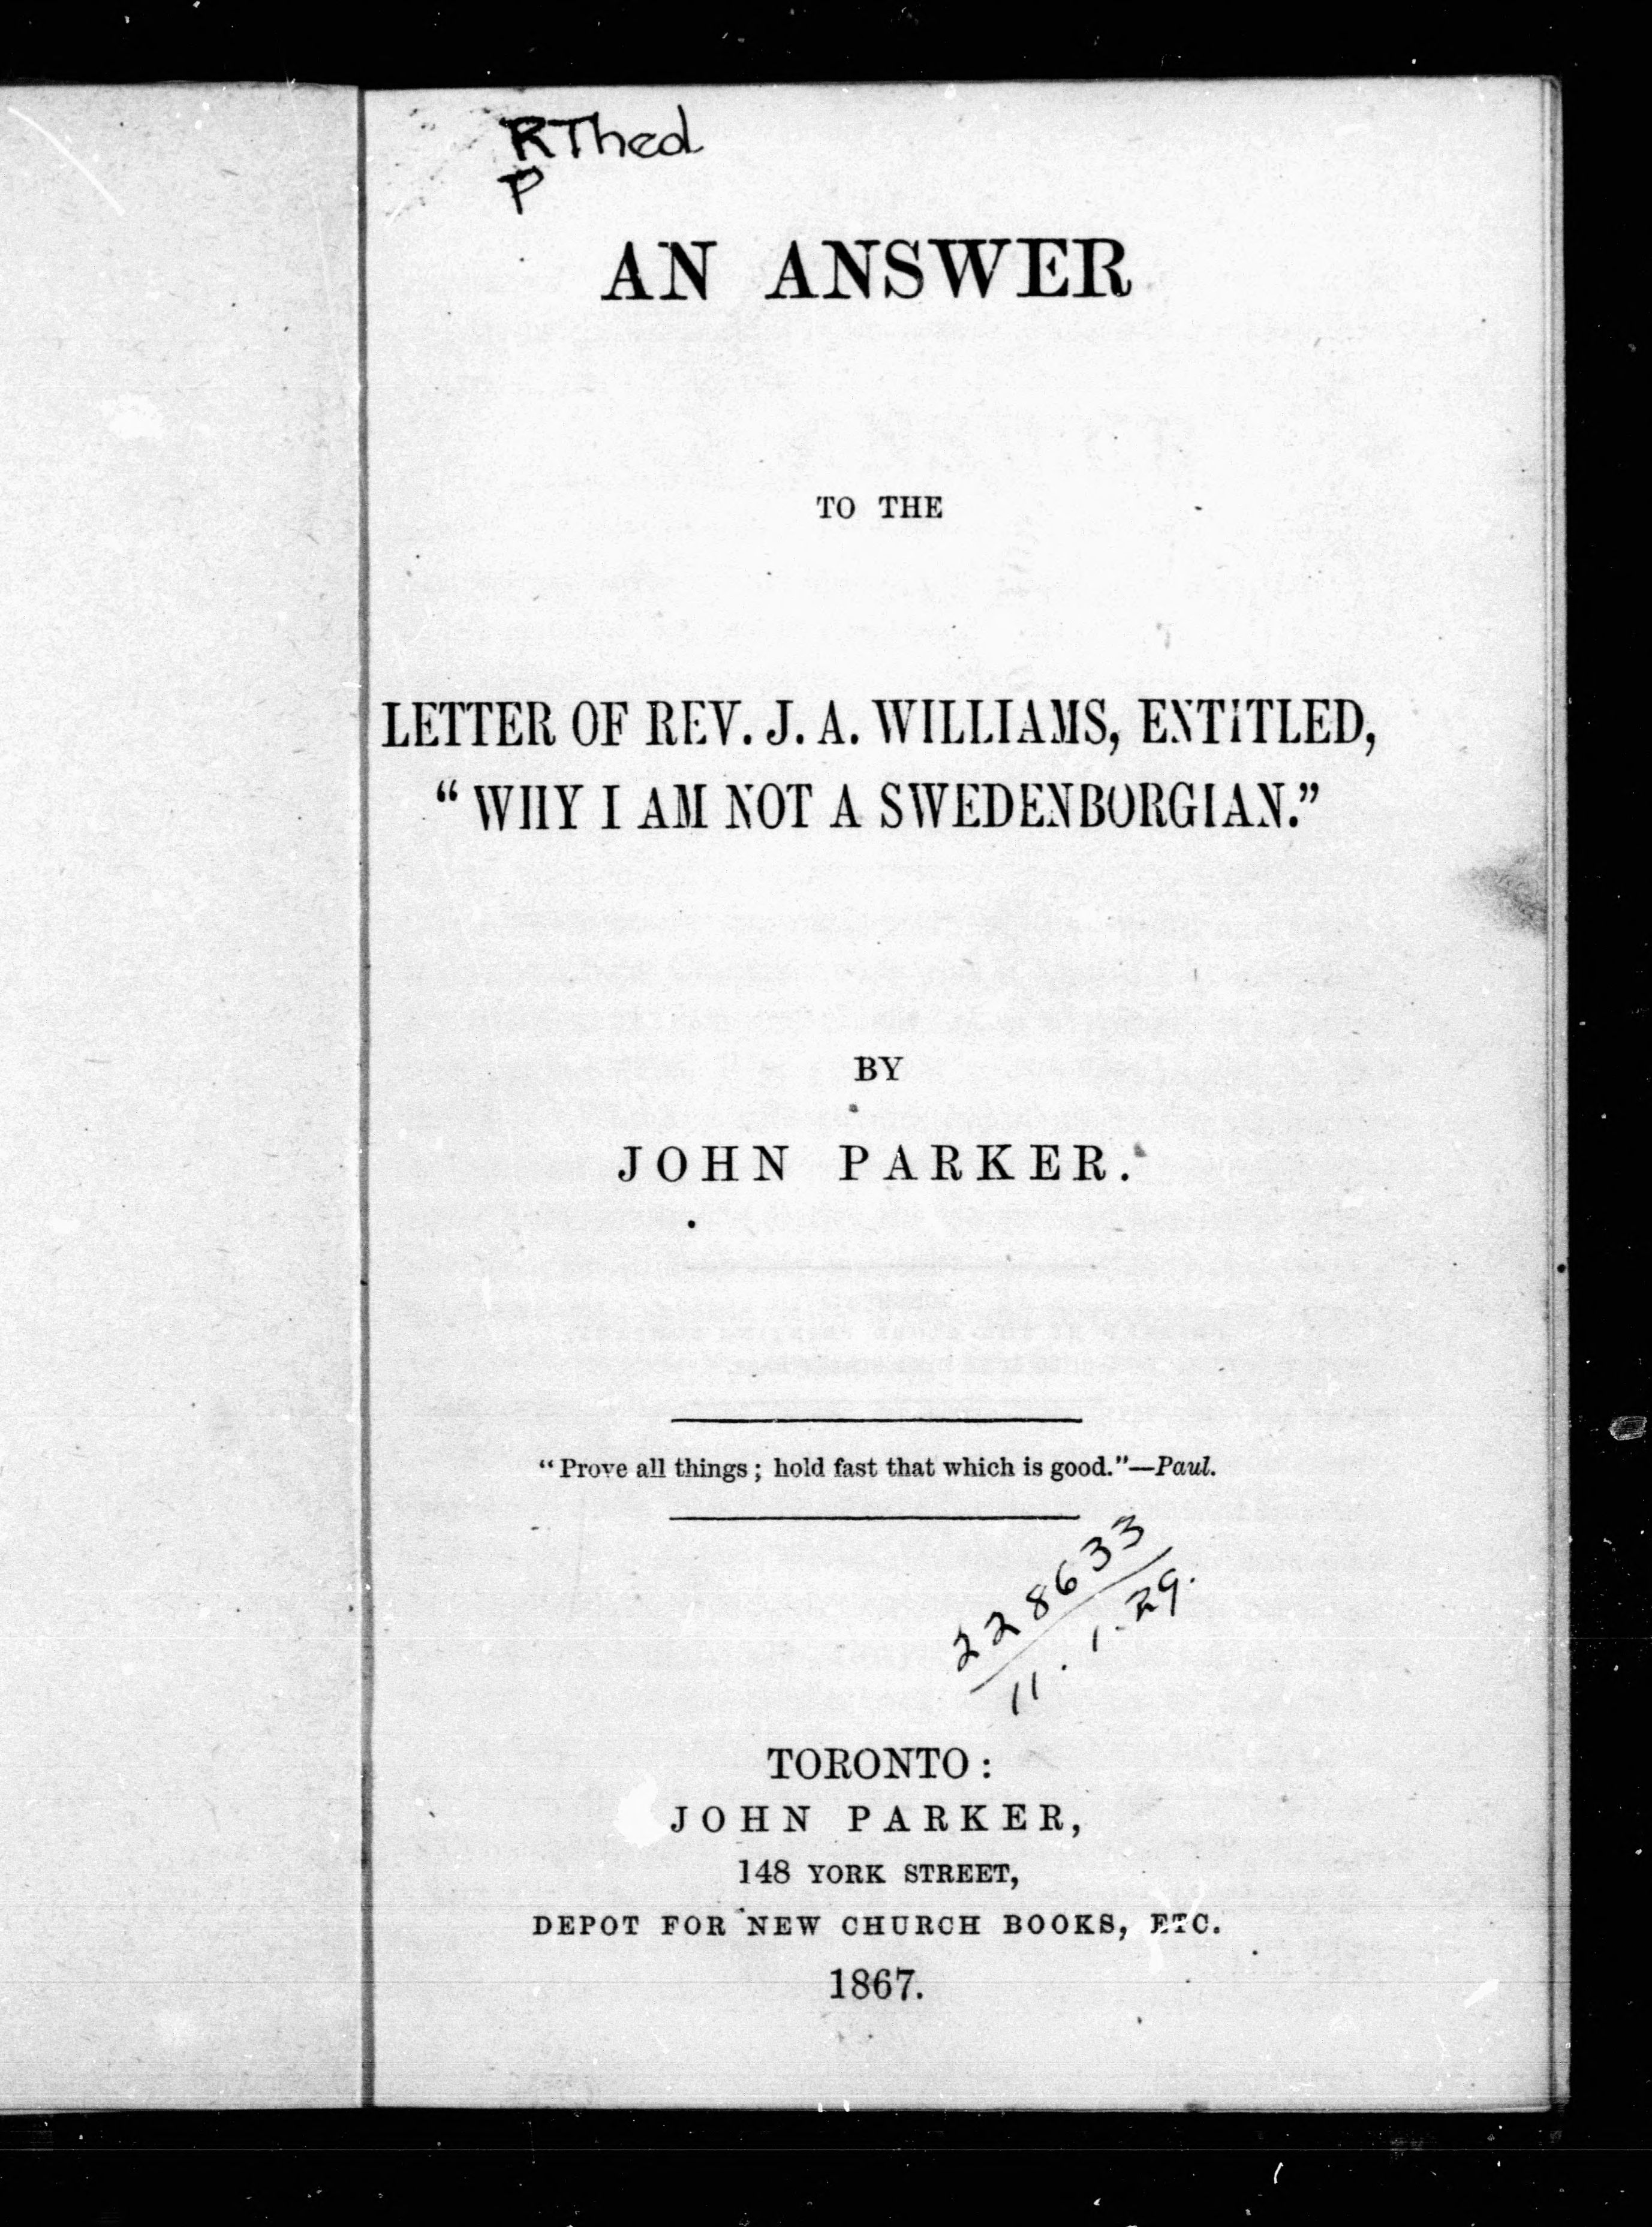 RTheol
P
AN ANSWER
TO THE
LETTER OF REV. J. A. WILLIAMS, ENTITLED,
“WHY I AM NOT A SWEDENBORGIAN.”
BY
JOHN PARKER.
“Prove all things; hold fast that which is good.”—Paul.
228633
11.1.29.
TORONTO:
JOHN PARKER,
148 YORK STREET,
DEPOT FOR NEW CHURCH BOOKS, ETC.
1867.